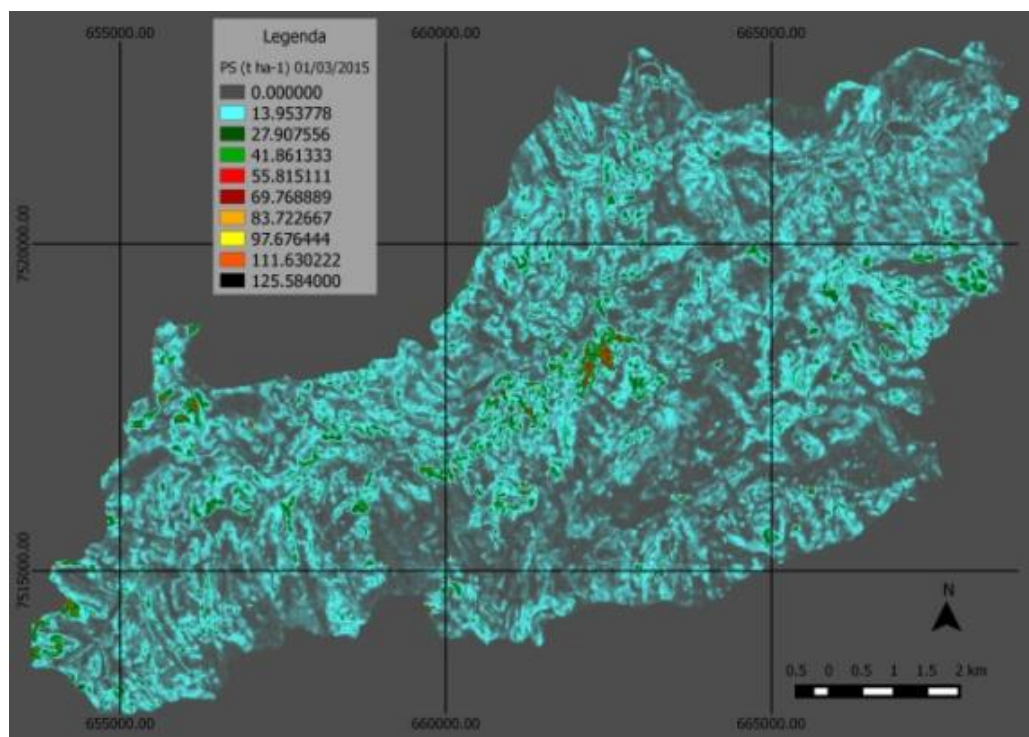 655000.00 660000.00 665000.00
Legenda
PS (t ha-1) 01/03/2015
0.000000
13.953778
27.907556
41.861333
55.815111
69.768889
83.722667
97.676444
111.630222
125.584000
7520000.00
7515000.00
N
0.5 0 0.5 1 1.5 2 km
655000.00 660000.00 665000.00